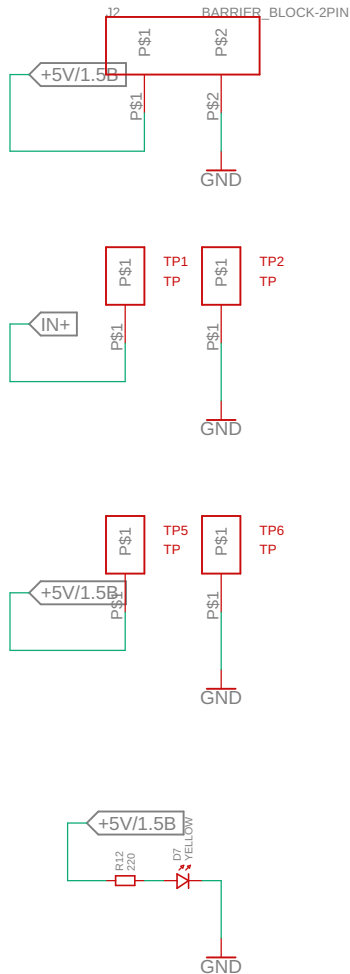 J2 BARRIER_BLOCK-2PIN
P$1 P$2
+5V/1.5B
P$1 P$2
GND
P$1 TP1 P$1 TP2
TP TP
IN+
P$1 P$1
GND
P$1 TP5 P$1 TP6
TP TP
+5V/1.5B
P$1 P$1
GND
+5V/1.5B
R12 D7
220 YELLOW
GND